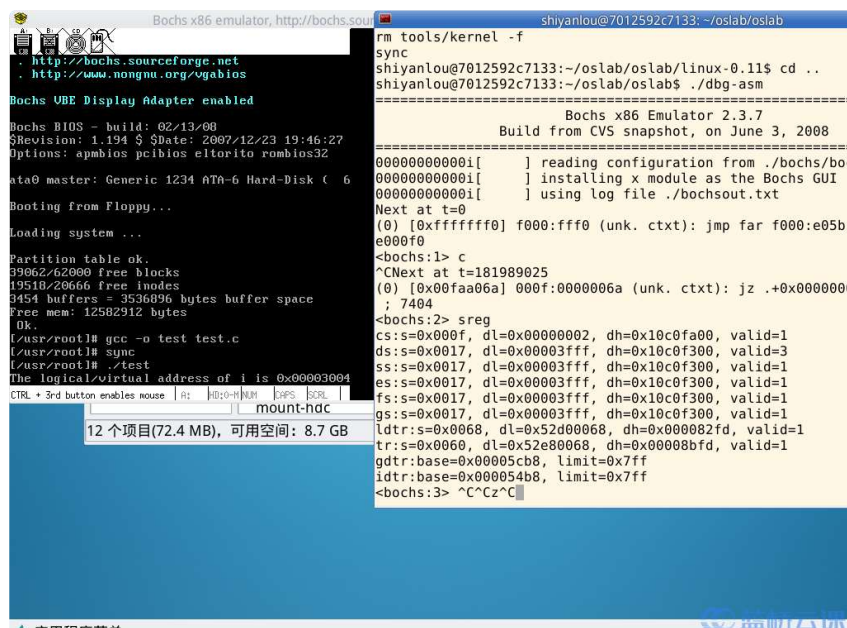 Bochs x86 emulator, http://bochs.sour
A: B: CD
. http://bochs.sourceforge.net
. http://www.nongnu.org/vgabios
Bochs VBE Display Adapter enabled
Bochs BIOS - build: 02/13/08
$Revision: 1.194 $ $Date: 2007/12/23 19:46:27
Options: apmbios pcibios eltorito rombios32
ata0 master: Generic 1234 ATA-6 Hard-Disk ( 6
Booting from Floppy...
Loading system ...
Partition table ok.
39062/62000 free blocks
19518/20666 free inodes
3454 buffers = 3536896 bytes buffer space
Free mem: 12582912 bytes
Ok.
[/usr/root]# gcc -o test test.c
[/usr/root]# sync
[/usr/root]# ./test
The logical/virtual address of i is 0x00003004
CTRL + 3rd button enables mouse A: HD:0-M NUM CAPS SCRL
mount-hdc
12 个项目(72.4 MB)，可用空间：8.7 GB
shiyanlou@7012592c7133: ~/oslab/oslab
rm tools/kernel -f
sync
shiyanlou@7012592c7133:~/oslab/oslab/linux-0.11$ cd ..
shiyanlou@7012592c7133:~/oslab/oslab$ ./dbg-asm
========================================================
Bochs x86 Emulator 2.3.7
Build from CVS snapshot, on June 3, 2008
========================================================
00000000000i[ ] reading configuration from ./bochs/bo
00000000000i[ ] installing x module as the Bochs GUI
00000000000i[ ] using log file ./bochsout.txt
Next at t=0
(0) [0xfffffff0] f000:fff0 (unk. ctxt): jmp far f000:e05b
e000f0
<bochs:1> c
^CNext at t=181989025
(0) [0x00faa06a] 000f:0000006a (unk. ctxt): jz .+0x000000
; 7404
<bochs:2> sreg
cs:s=0x000f, dl=0x00000002, dh=0x10c0fa00, valid=1
ds:s=0x0017, dl=0x00003fff, dh=0x10c0f300, valid=3
ss:s=0x0017, dl=0x00003fff, dh=0x10c0f300, valid=1
es:s=0x0017, dl=0x00003fff, dh=0x10c0f300, valid=1
fs:s=0x0017, dl=0x00003fff, dh=0x10c0f300, valid=1
gs:s=0x0017, dl=0x00003fff, dh=0x10c0f300, valid=1
ldtr:s=0x0068, dl=0x52d00068, dh=0x000082fd, valid=1
tr:s=0x0060, dl=0x52e80068, dh=0x00008bfd, valid=1
gdtr:base=0x00005cb8, limit=0x7ff
idtr:base=0x000054b8, limit=0x7ff
<bochs:3> ^C^Cz^C